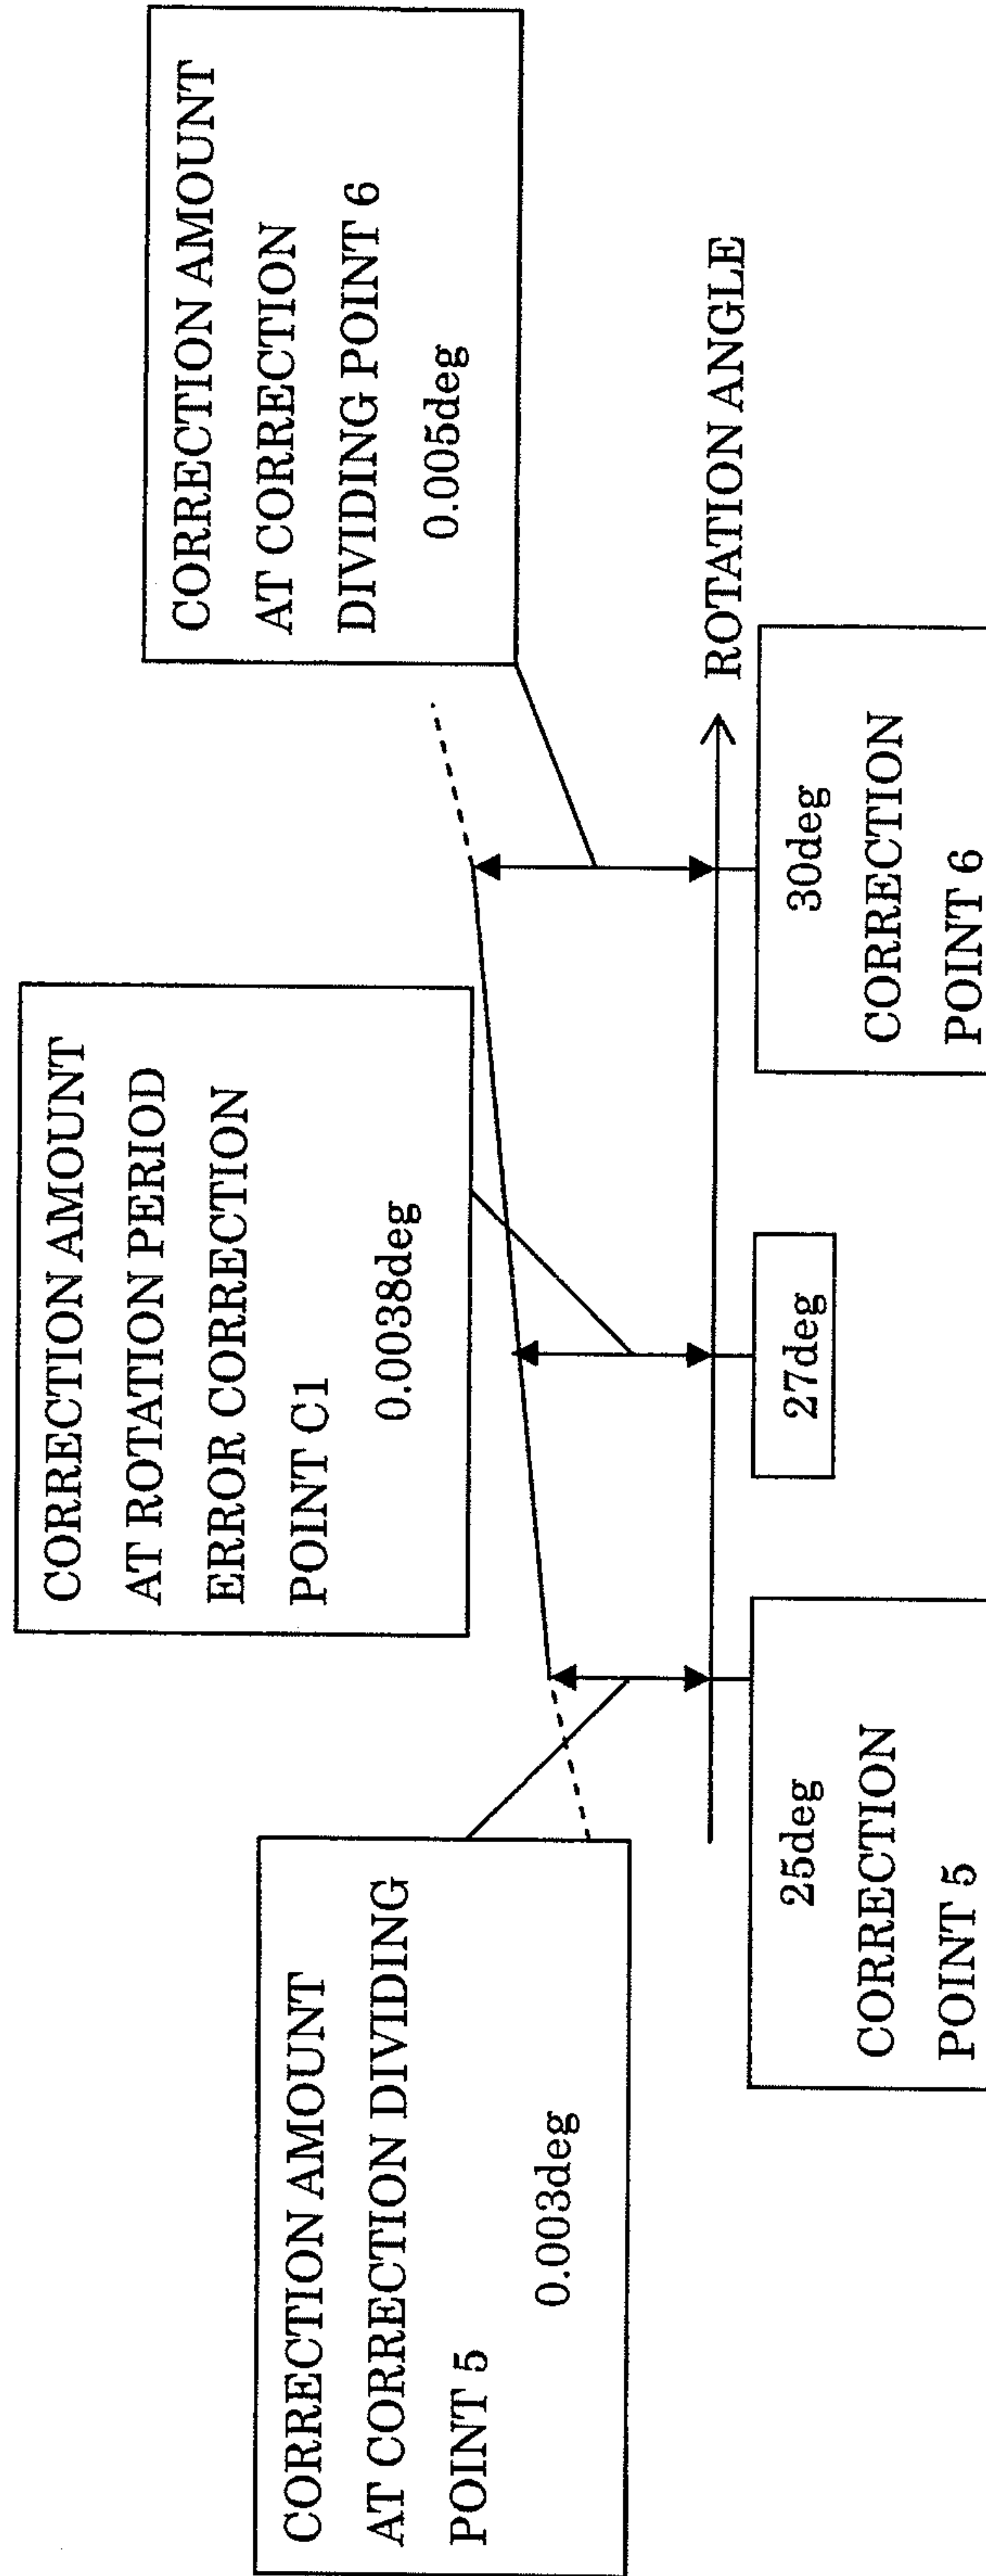 CORRECTION AMOUNT
AT CORRECTION DIVIDING
POINT 5
0.003deg
CORRECTION AMOUNT
AT ROTATION PERIOD
ERROR CORRECTION
POINT C1
0.0038deg
CORRECTION AMOUNT
AT CORRECTION
DIVIDING POINT 6
0.005deg
ROTATION ANGLE
25deg
CORRECTION
POINT 5
27deg
30deg
CORRECTION
POINT 6